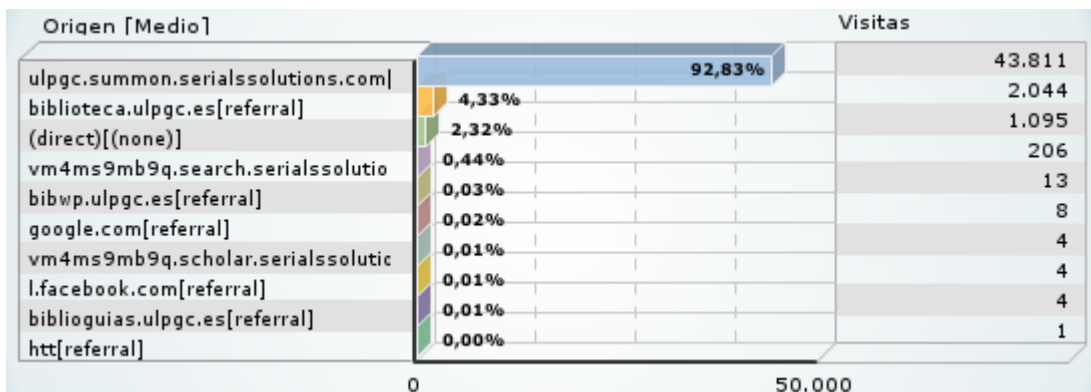 Origen [Medio] Visitas
ulpgc.summon.serialssolutions.com| 92,83% 43.811
biblioteca.ulpgc.es[referral] 4,33% 2.044
(direct)[(none)] 2,32% 1.095
vm4ms9mb9q.search.serialssolutio 0,44% 206
bibwp.ulpgc.es[referral] 0,03% 13
google.com[referral] 0,02% 8
vm4ms9mb9q.scholar.serialssolutic 0,01% 4
l.facebook.com[referral] 0,01% 4
biblioguias.ulpgc.es[referral] 0,01% 4
htt[referral] 0,00% 1
0 50.000